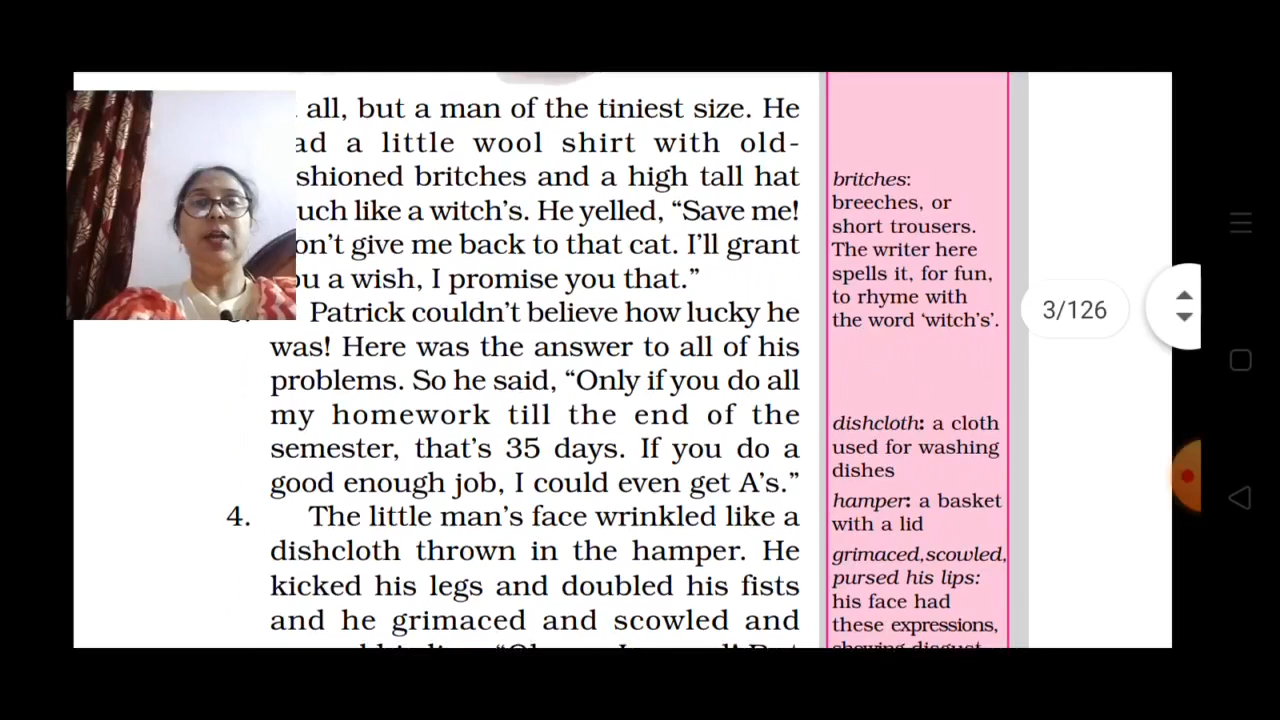 all, but a man of the tiniest size. He
a little wool shirt with old-
britches and a high tall hat
like a witch's. He yelled, “Save me!
give me back to that cat. I'll grant
a wish, I promise you that.”
Patrick couldn't believe how lucky he
was! Here was the answer to all of his
problems. So he said, “Only if you do all
my homework till the end of the
semester, that's 35 days. If you do a
good enough job, I could even get A's.”
4. The little man's face wrinkled like a
dishcloth thrown in the hamper. He
kicked his legs and doubled his fists
and he grimaced and scowled and
britches:
breeches, or
short trousers.
The writer here
spells it, for fun,
to rhyme with
the word ‘witch's’.
dishcloth: a cloth
used for washing
dishes
hamper: a basket
with a lid
grimaced, scowled,
pursed his lips:
his face had
these expressions,
3/126